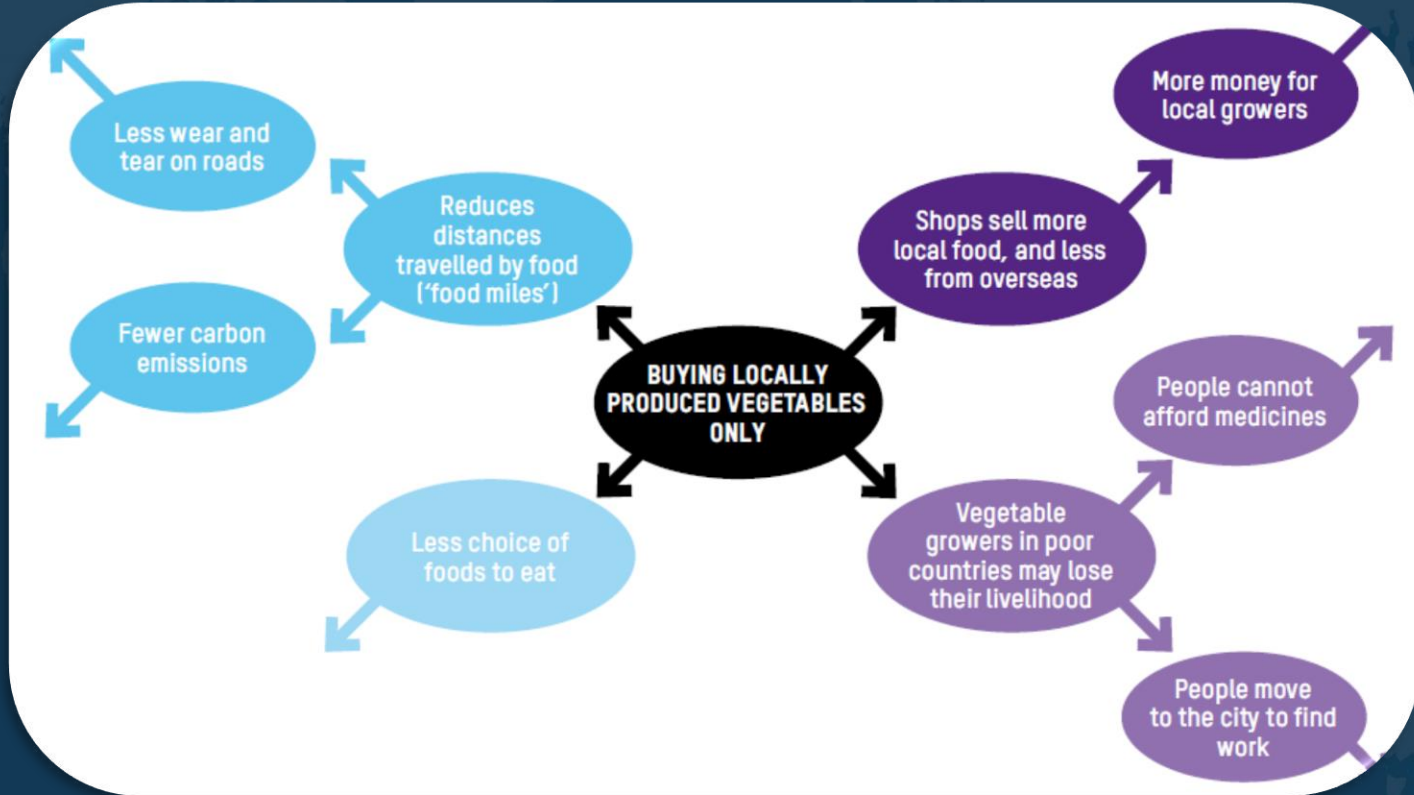 Less wear and
tear on roads
Reduces
distances
travelled by food
('food miles')
Fewer carbon
emissions
BUYING LOCALLY
PRODUCED VEGETABLES
ONLY
Less choice of
foods to eat
More money for
local growers
Shops sell more
local food, and less
from overseas
People cannot
afford medicines
Vegetable
growers in poor
countries may lose
their livelihood
People move
to the city to find
work